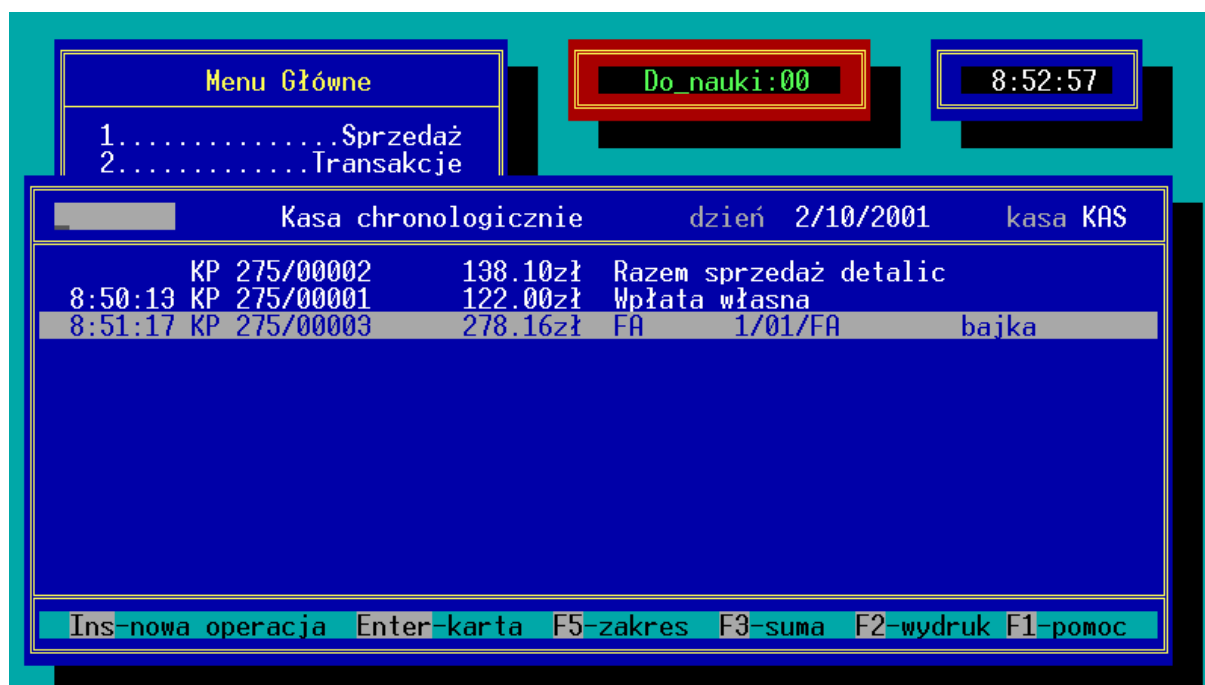 Menu Główne
Do_nauki:00
8:52:57
1...............Sprzedaż
2.............Transakcje
Kasa chronologicznie dzień 2/10/2001 kasa KAS
KP 275/00002 138.10zł Razem sprzedaż detalic
8:50:13 KP 275/00001 122.00zł Wpłata własna
8:51:17 KP 275/00003 278.16zł FA 1/01/FA bajka
Ins-nowa operacja Enter-karta F5-zakres F3-suma F2-wydruk F1-pomoc